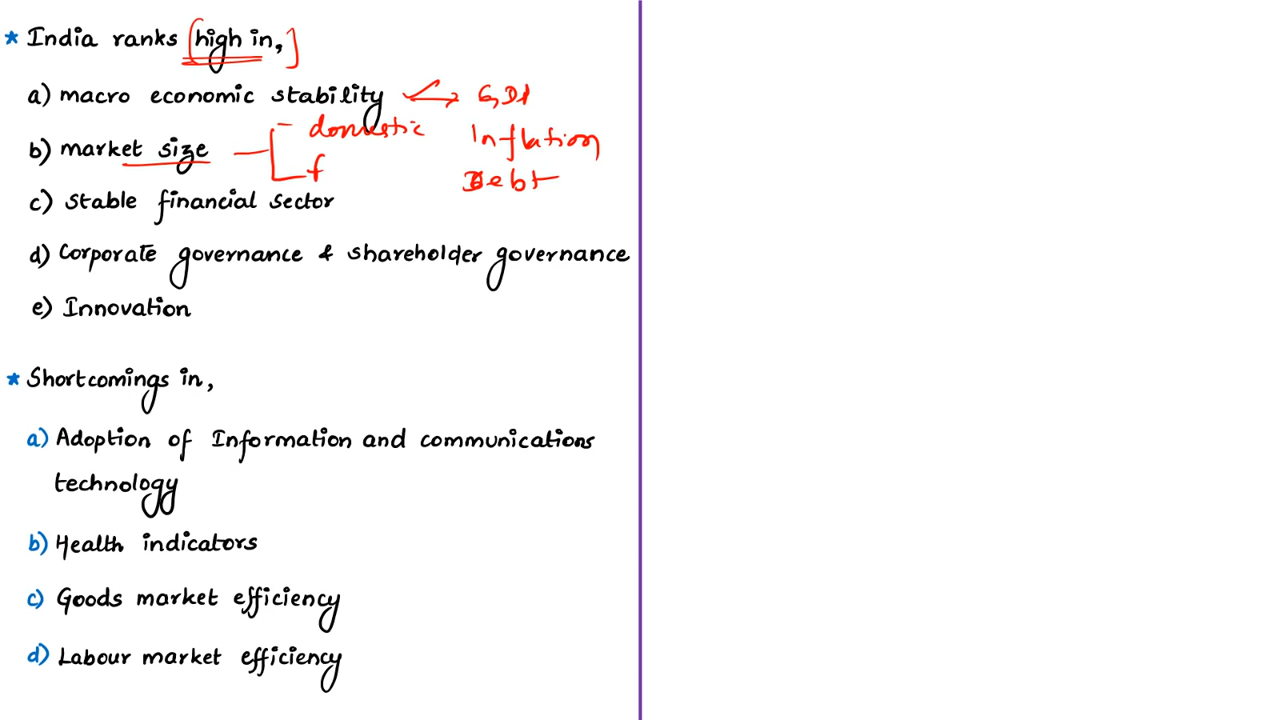 * India ranks [high in,]
a) macro economic stability
b) market size - domestic Inflation
f Debt
c) stable financial sector
d) Corporate governance & shareholder governance
e) Innovation
* Shortcomings in,
a) Adoption of Information and communications
technology
b) Health indicators
c) Goods market efficiency
d) Labour market efficiency